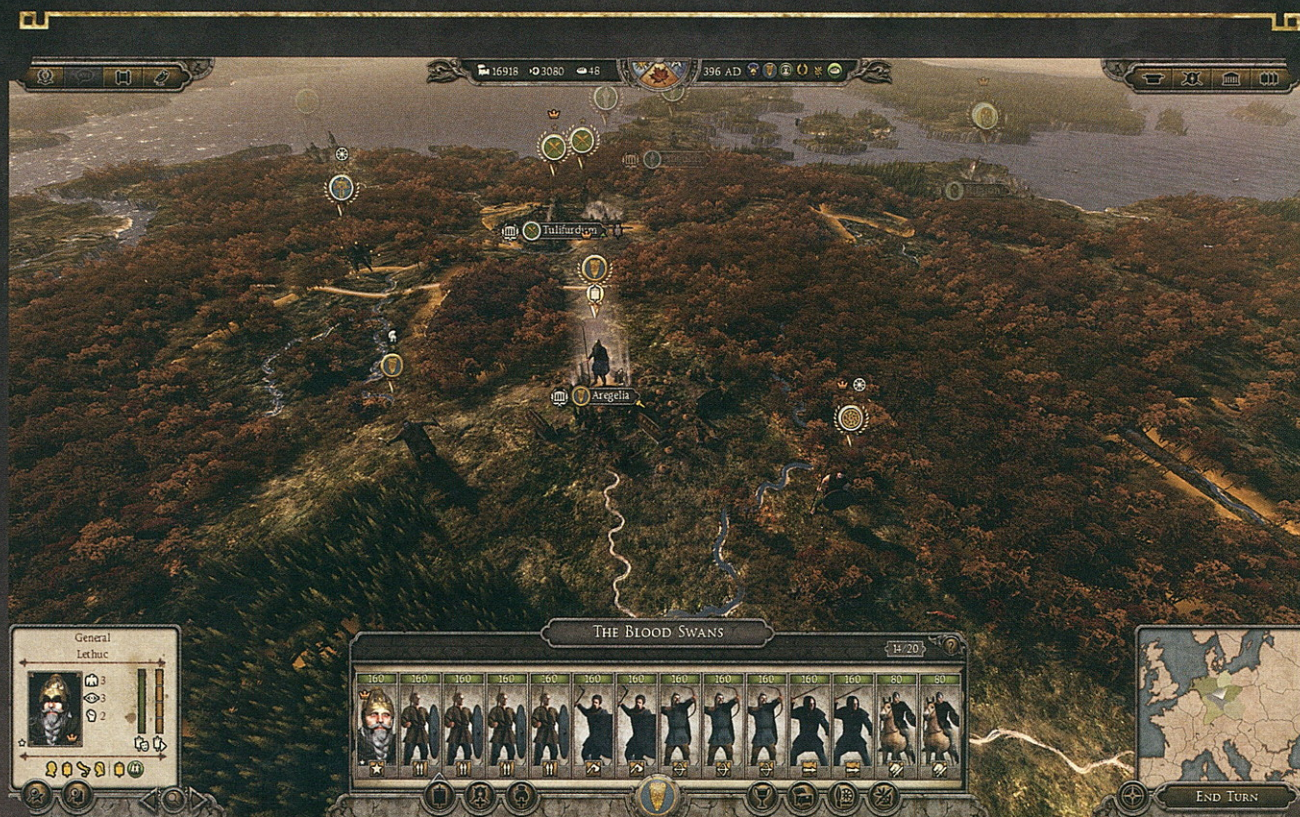 16918 3080 48 396 AD
Tulifurdum
Aregelia
General
Lethuc
3
3
2
THE BLOOD SWANS
14/20
160 160 160 160 160 160 160 160 160 160 160 160 80 80
END TURN